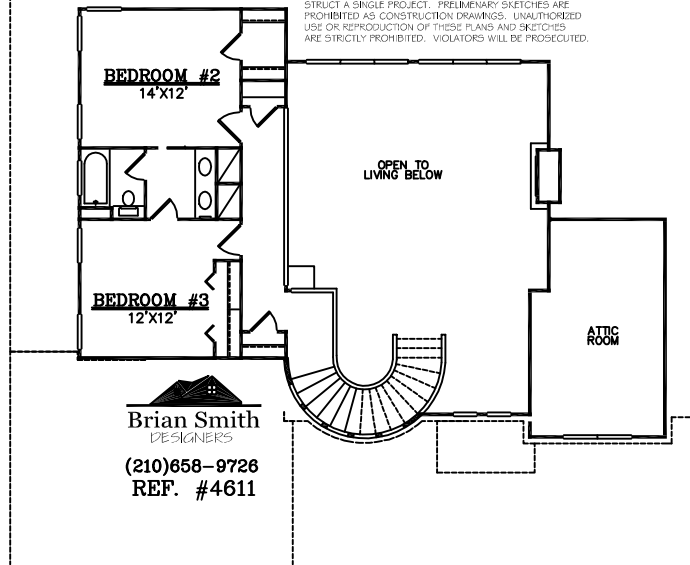 STRUCT A SINGLE PROJECT. PRELIMENARY SKETCHES ARE
PROHIBITED AS CONSTRUCTION DRAWINGS. UNAUTHORIZED
USE OR REPRODUCTION OF THESE PLANS AND SKETCHES
ARE STRICTLY PROHIBITED. VIOLATORS WILL BE PROSECUTED.
BEDROOM #2
14'X12'
OPEN TO
LIVING BELOW
BEDROOM #3
12'X12'
ATTIC
ROOM
Brian Smith
DESIGNERS
(210)658-9726
REF. #4611